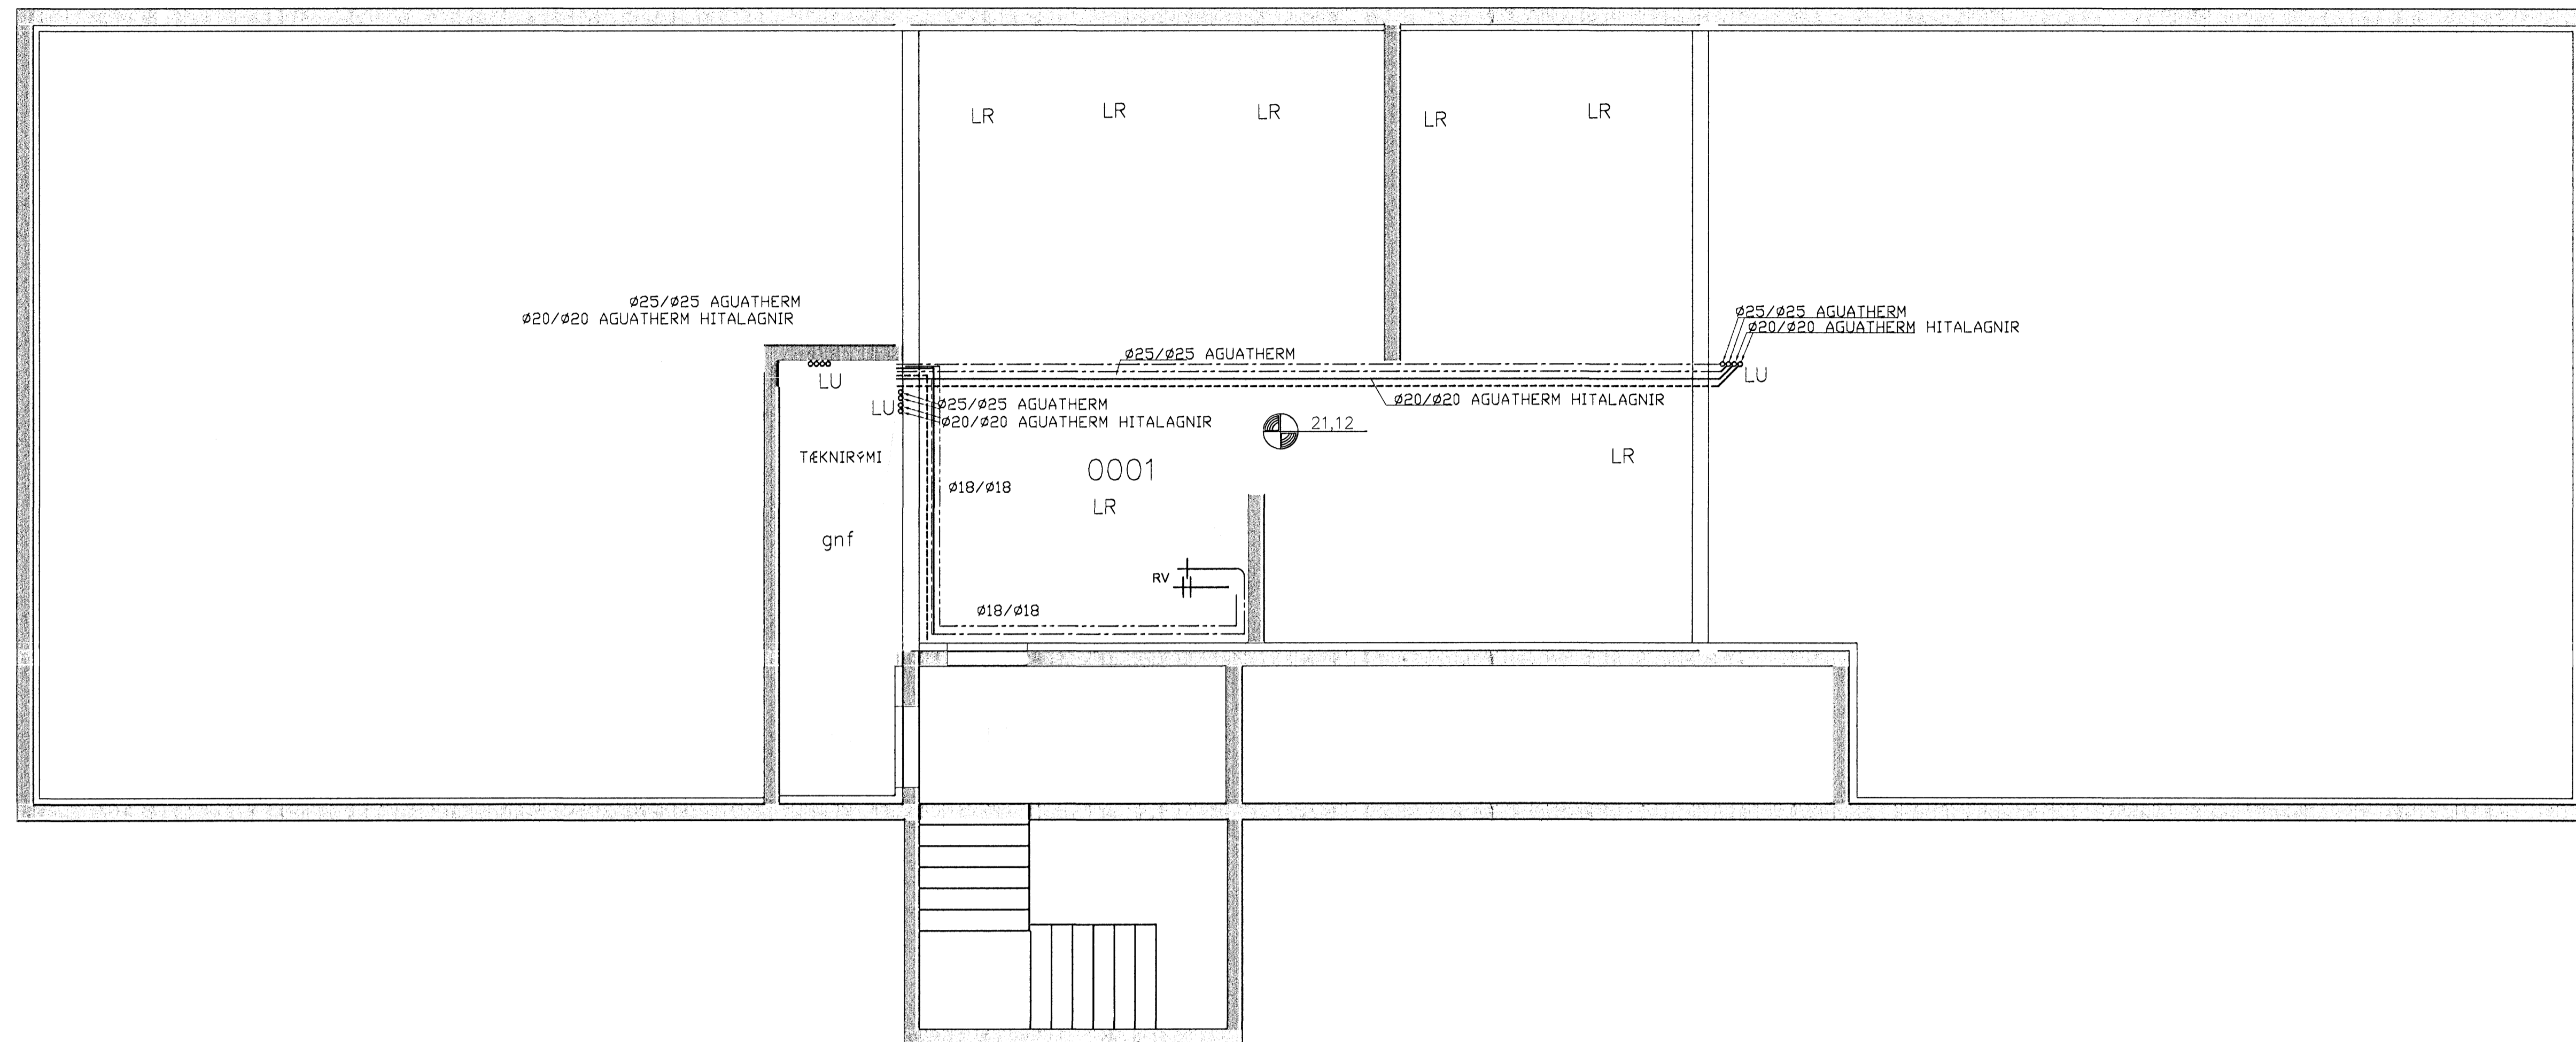 LR
LR
LR
LR
LR
Ø25/Ø25 AGUATHERM
Ø20/Ø20 AGUATHERM HITALAGNIR
Ø25/Ø25 AGUATHERM
Ø20/Ø20 AGUATHERM HITALAGNIR
Ø25/Ø25 AGUATHERM
LU
LU
Ø20/Ø20 AGUATHERM HITALAGNIR
LU
Ø25/Ø25 AGUATHERM
Ø20/Ø20 AGUATHERM HITALAGNIR
21,12
TÆKNIRÝMI
0001
LR
Ø18/Ø18
LR
gnf
RV
Ø18/Ø18